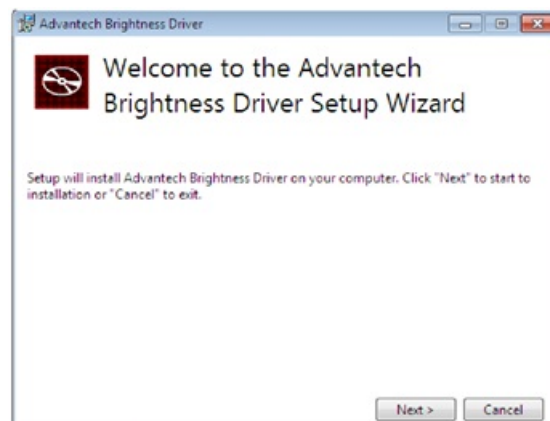 Advantech Brightness Driver
Welcome to the Advantech
Brightness Driver Setup Wizard
Setup will install Advantech Brightness Driver on your computer. Click "Next" to start to
installation or "Cancel" to exit.
Next > Cancel